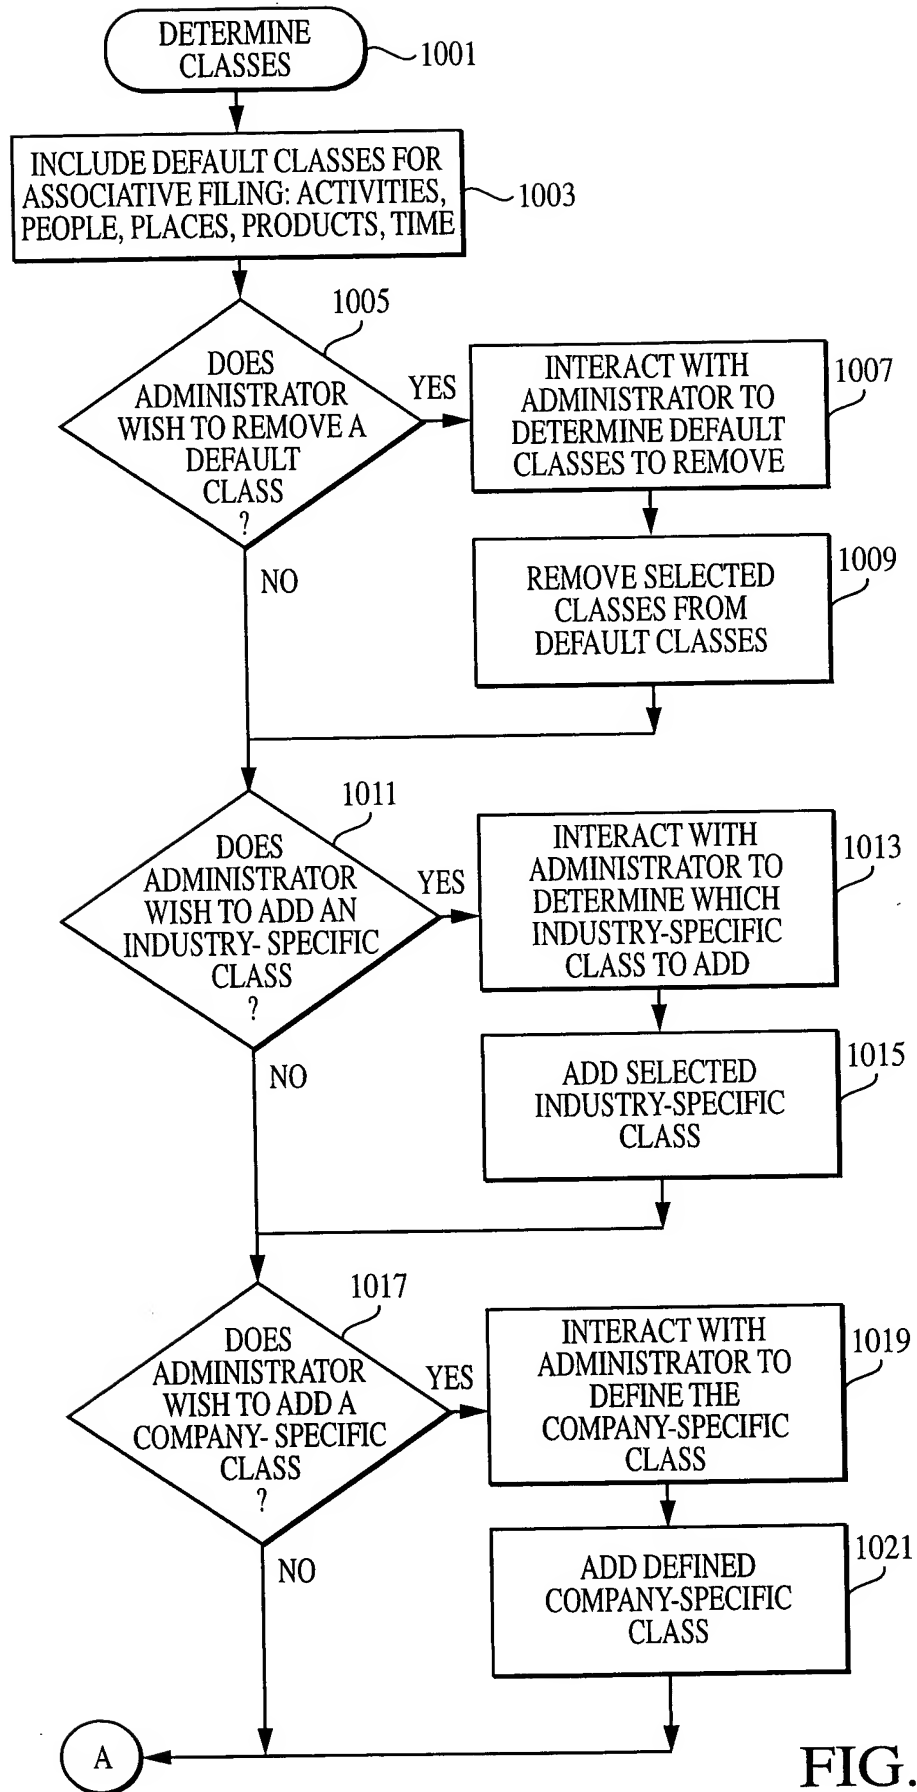 DETERMINE
CLASSES
1001
INCLUDE DEFAULT CLASSES FOR
ASSOCIATIVE FILING: ACTIVITIES,
PEOPLE, PLACES, PRODUCTS, TIME
1003
1005
DOES
ADMINISTRATOR
WISH TO REMOVE A
DEFAULT
CLASS
?
YES
NO
INTERACT WITH
ADMINISTRATOR TO
DETERMINE DEFAULT
CLASSES TO REMOVE
1007
REMOVE SELECTED
CLASSES FROM
DEFAULT CLASSES
1009
1011
DOES
ADMINISTRATOR
WISH TO ADD AN
INDUSTRY- SPECIFIC
CLASS
?
YES
NO
INTERACT WITH
ADMINISTRATOR TO
DETERMINE WHICH
INDUSTRY-SPECIFIC
CLASS TO ADD
1013
ADD SELECTED
INDUSTRY-SPECIFIC
CLASS
1015
1017
DOES
ADMINISTRATOR
WISH TO ADD A
COMPANY- SPECIFIC
CLASS
?
YES
NO
INTERACT WITH
ADMINISTRATOR TO
DEFINE THE
COMPANY-SPECIFIC
CLASS
1019
ADD DEFINED
COMPANY-SPECIFIC
CLASS
1021
A
FIG.